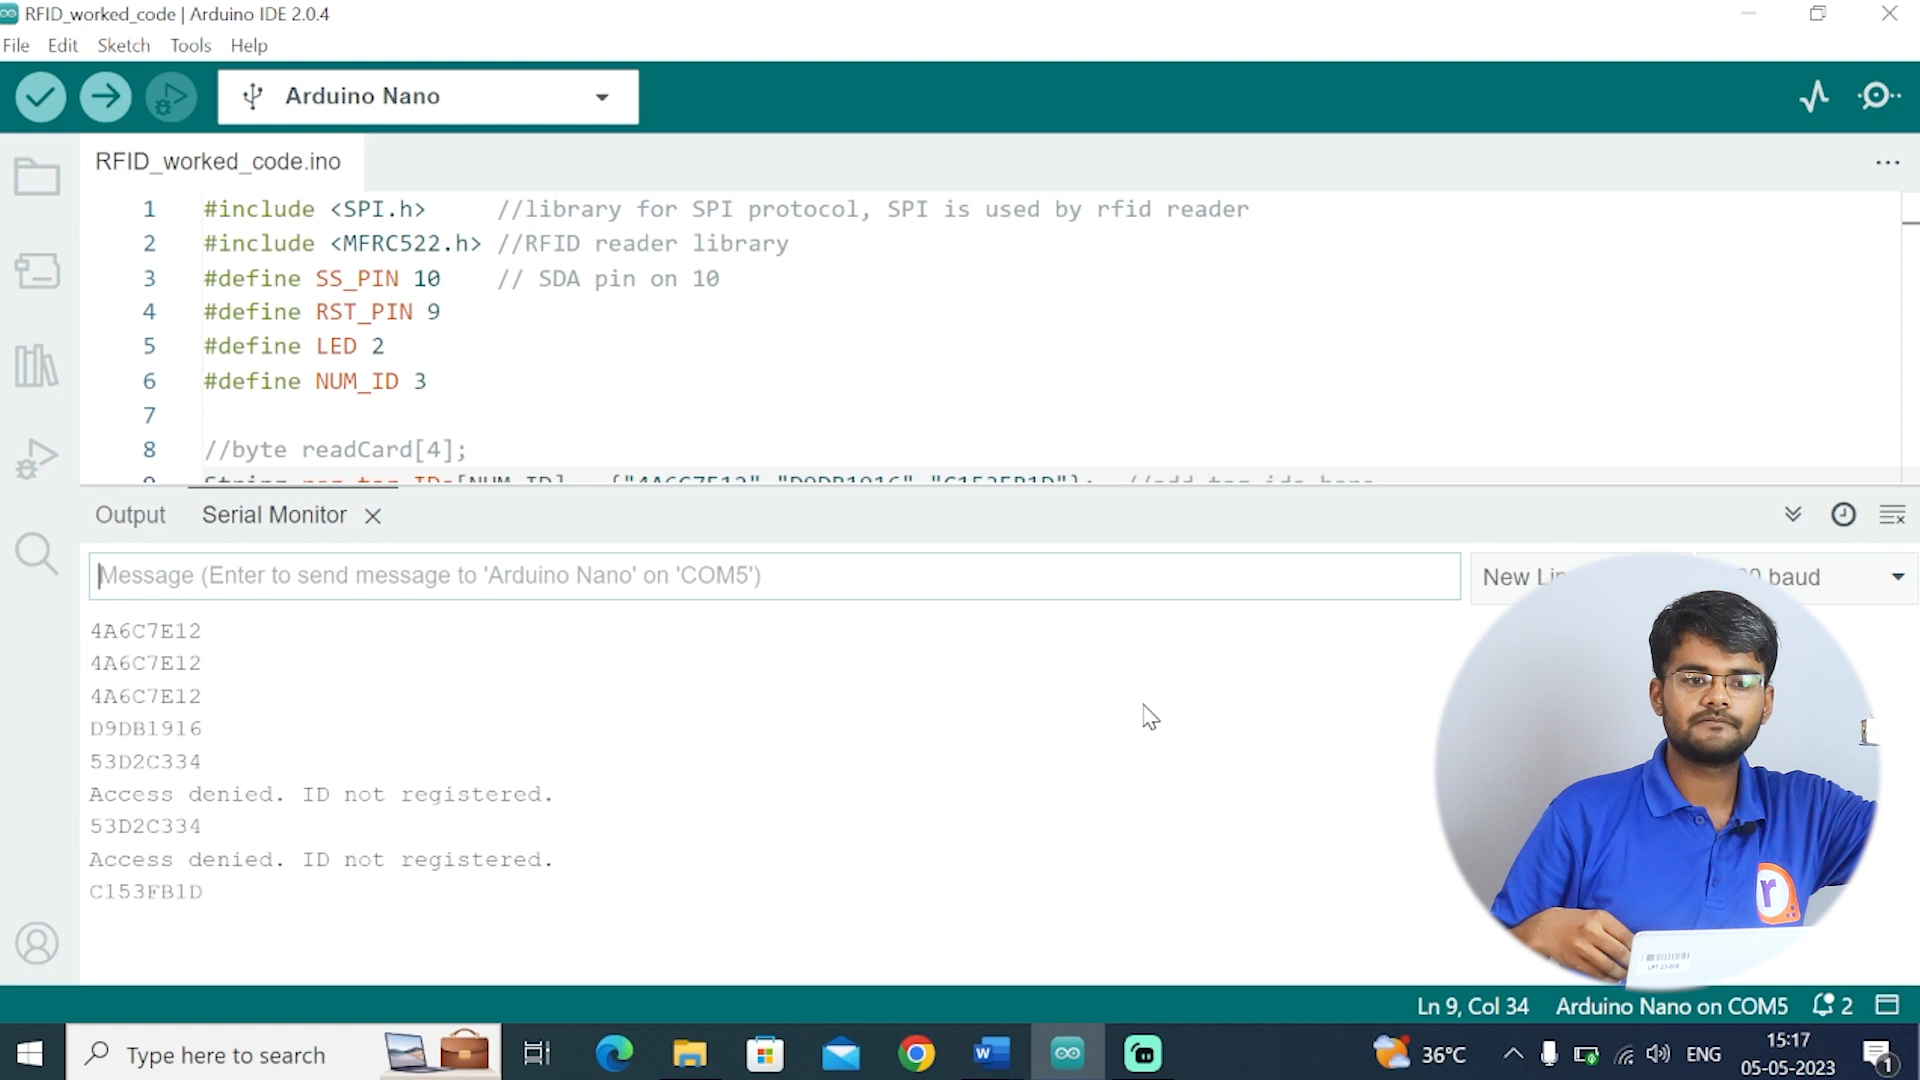 RFID_worked_code | Arduino IDE 2.0.4
File Edit Sketch Tools Help
Arduino Nano
RFID_worked_code.ino
1 #include <SPI.h> //library for SPI protocol, SPI is used by rfid reader
2 #include <MFRC522.h> //RFID reader library
3 #define SS_PIN 10 // SDA pin on 10
4 #define RST_PIN 9
5 #define LED 2
6 #define NUM_ID 3
7
8 //byte readCard[4];
Output Serial Monitor
Message (Enter to send message to 'Arduino Nano' on 'COM5')
New baud
4A6C7E12
4A6C7E12
4A6C7E12
D9DB1916
53D2C334
Access denied. ID not registered.
53D2C334
Access denied. ID not registered.
C153FB1D
r
Ln 9, Col 34 Arduino Nano on COM5 2
Type here to search
36°C ENG
15:17
05-05-2023
1